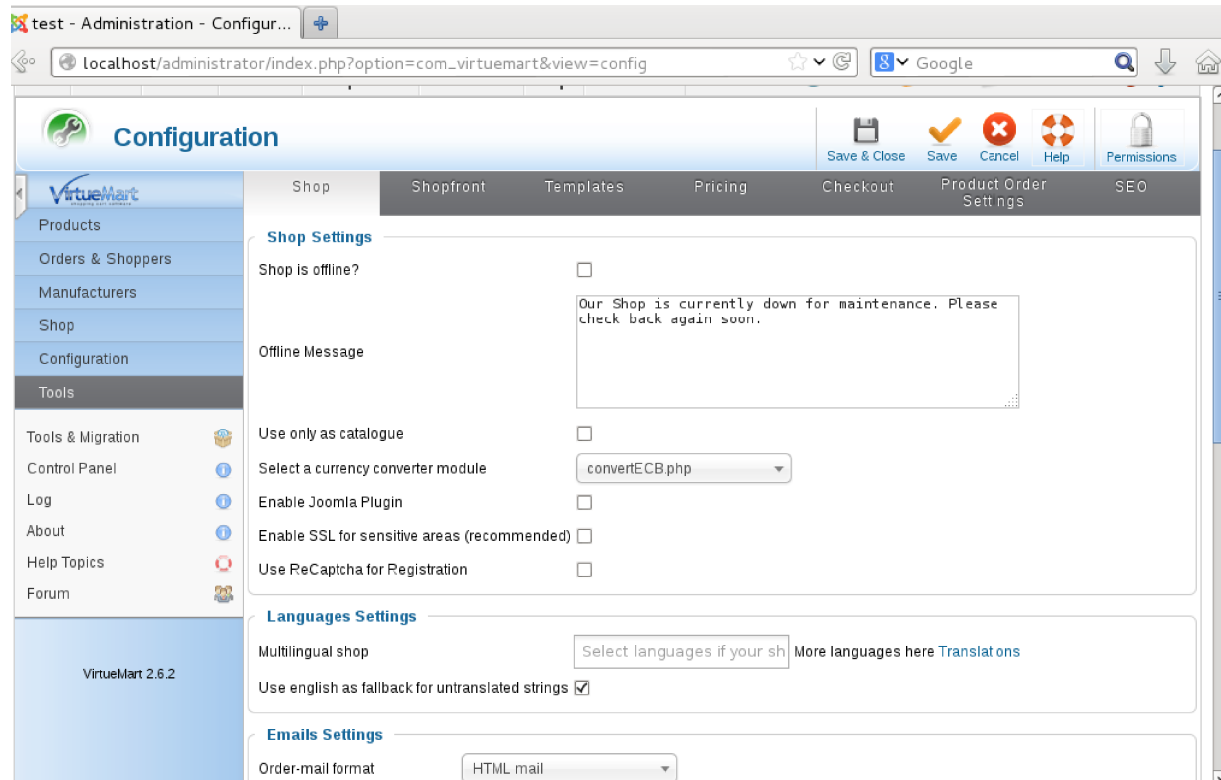 test - Administration - Configur...
localhost/administrator/index.php?option=com_virtuemart&view=config
8 Google
Configuration
Save & Close Save Cancel Help Permissions
VirtueMart
shopping cart software
Shop Shopfront Templates Pricing Checkout Product Order Settings SEO
Products
Orders & Shoppers
Manufacturers
Shop
Configuration
Tools
Tools & Migration
Control Panel
Log
About
Help Topics
Forum
VirtueMart 2.6.2
Shop Settings
Shop is offline?
Offline Message
Our Shop is currently down for maintenance. Please
check back again soon.
Use only as catalogue
Select a currency converter module convertECB.php
Enable Joomla Plugin
Enable SSL for sensitive areas (recommended)
Use ReCaptcha for Registration
Languages Settings
Multilingual shop Select languages if your sh More languages here Translations
Use english as fallback for untranslated strings
Emails Settings
Order-mail format HTML mail